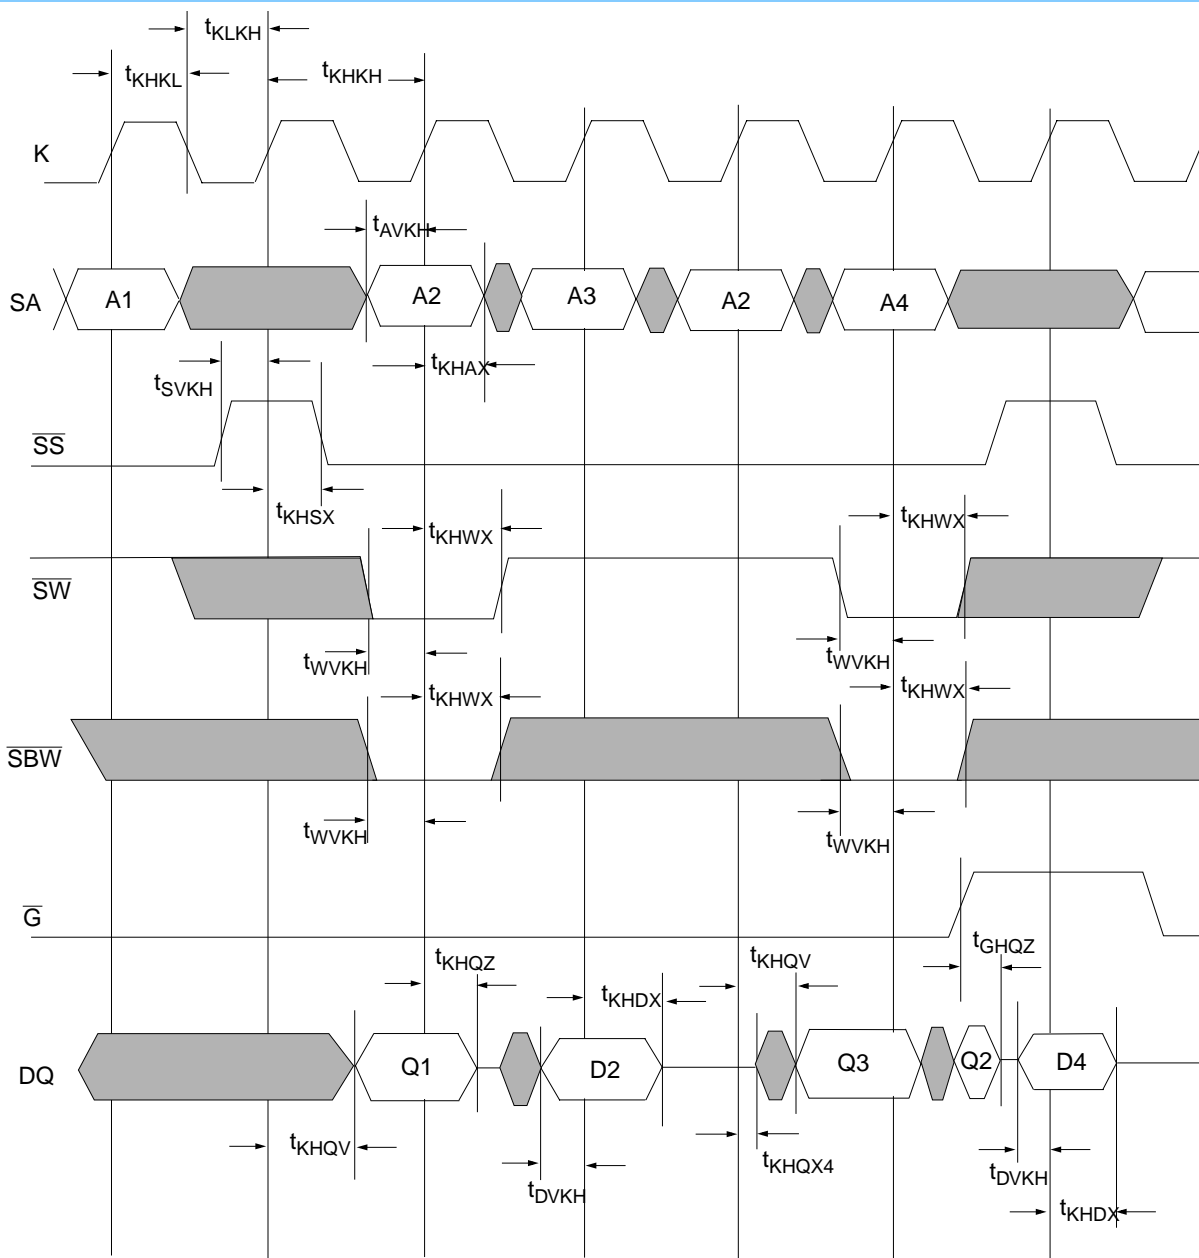 tKLKH
tKHKL
tKHKH
K
tAVKH
SA
A1
A2
A3
A2
A4
tKHAX
tSVKH
SS
tKHSX
tKHWX
tKHWX
SW
tWVKH
tWVKH
tKHWX
tKHWX
SBW
tWVKH
tWVKH
G
tKHQZ
tKHQV
tGHQZ
tKHDX
DQ
Q1
D2
Q3
Q2
D4
tKHQV
tKHQX4
tDVKH
tDVKH
tKHDX